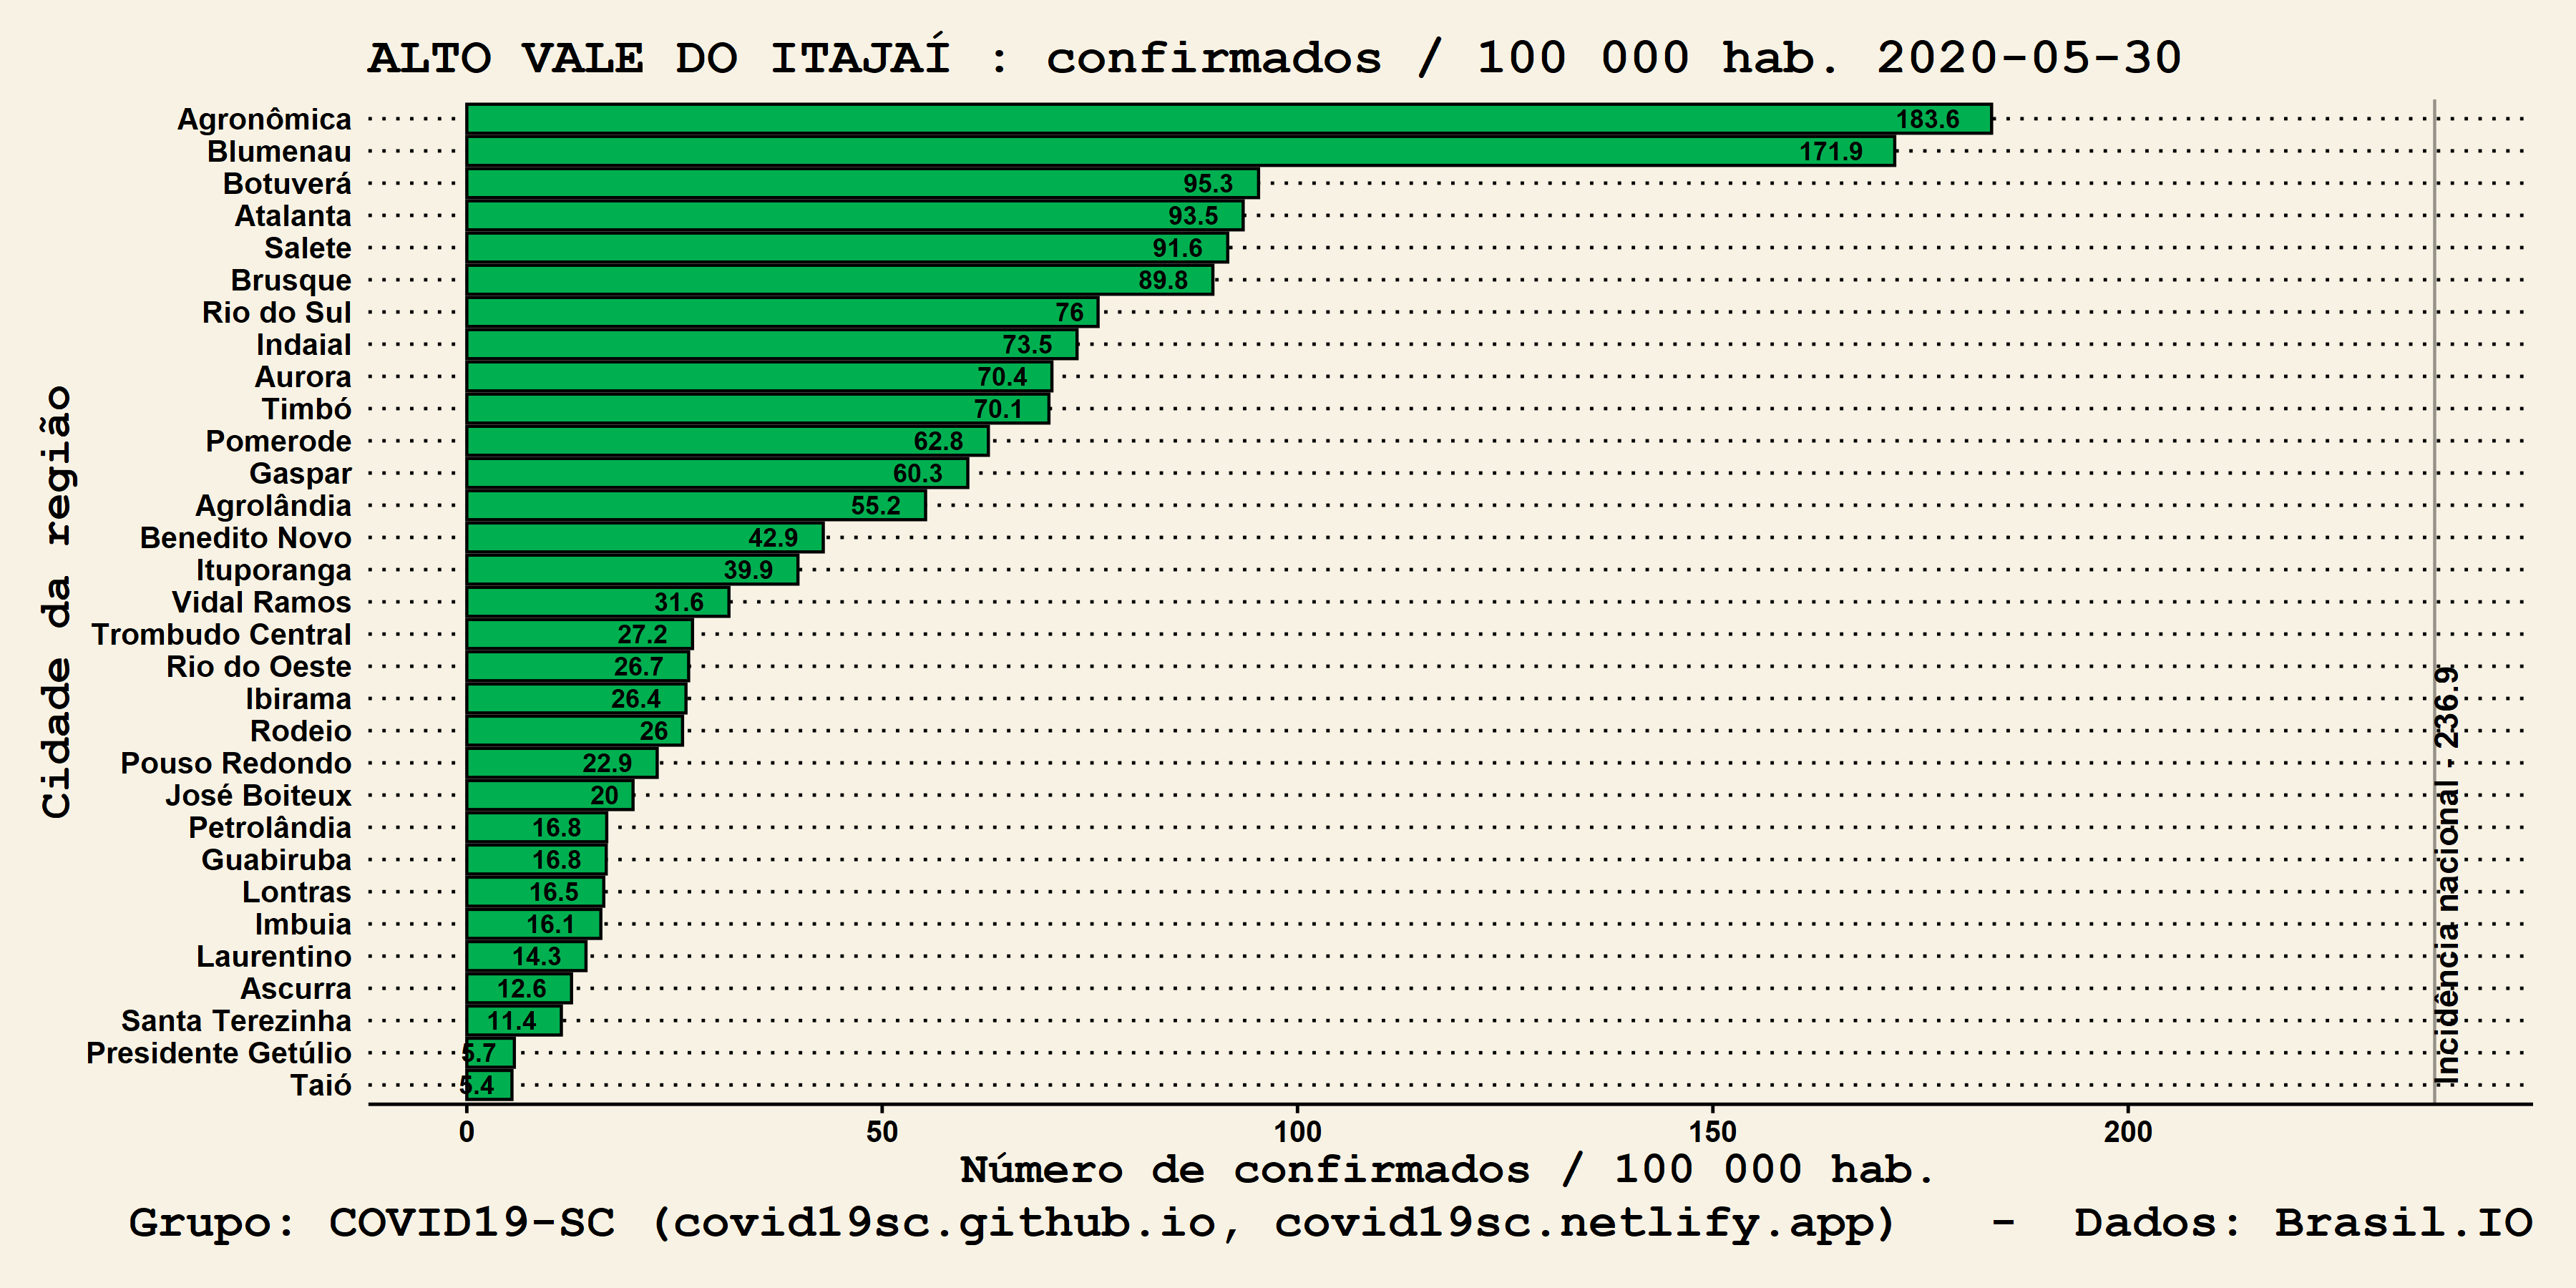 ALTO VALE DO ITAJAÍ : confirmados / 100 000 hab. 2020-05-30
Cidade da região
Agronômica 183.6
Blumenau 171.9
Botuverá 95.3
Atalanta 93.5
Salete 91.6
Brusque 89.8
Rio do Sul 76
Indaial 73.5
Aurora 70.4
Timbó 70.1
Pomerode 62.8
Gaspar 60.3
Agrolândia 55.2
Benedito Novo 42.9
Ituporanga 39.9
Vidal Ramos 31.6
Trombudo Central 27.2
Rio do Oeste 26.7
Ibirama 26.4
Rodeio 26
Pouso Redondo 22.9
José Boiteux 20
Petrolândia 16.8
Guabiruba 16.8
Lontras 16.5
Imbuia 16.1
Laurentino 14.3
Ascurra 12.6
Santa Terezinha 11.4
Presidente Getúlio 5.7
Taió 5.4
Incidência nacional - 236.9
0 50 100 150 200
Número de confirmados / 100 000 hab.
Grupo: COVID19-SC (covid19sc.github.io, covid19sc.netlify.app) - Dados: Brasil.IO